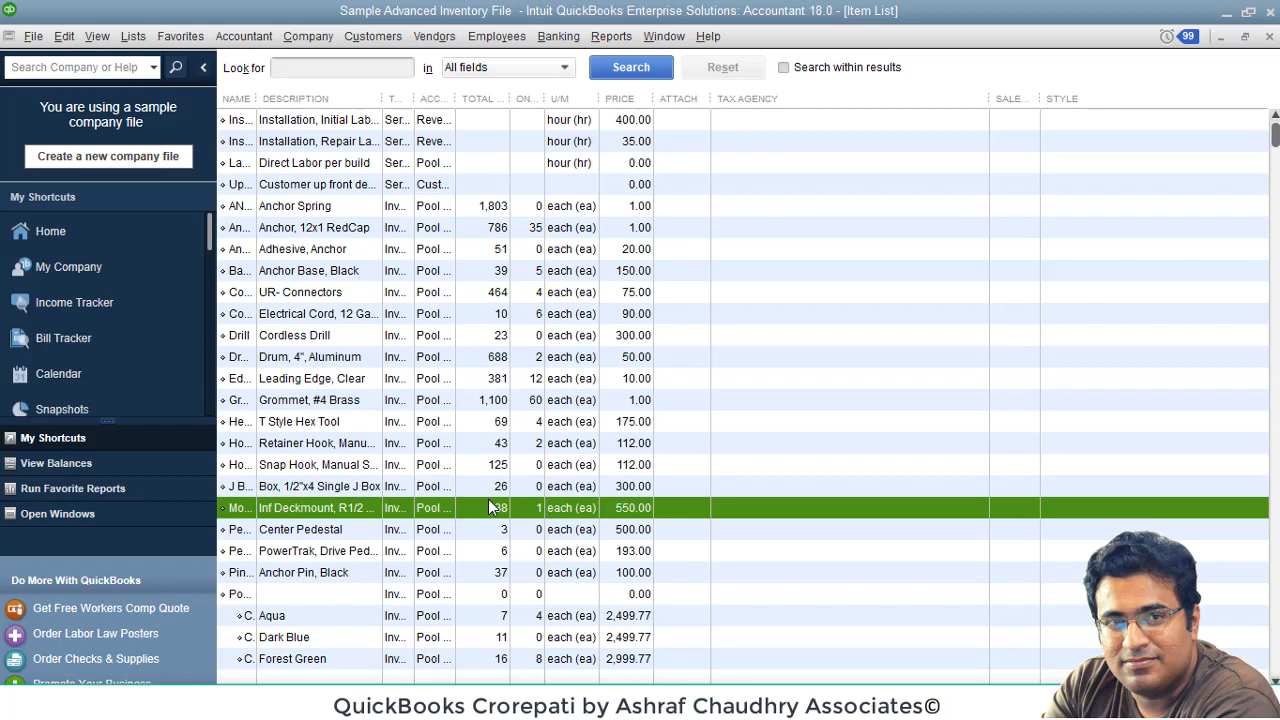 Sample Advanced Inventory File - Intuit QuickBooks Enterprise Solutions: Accountant 18.0 - [Item List]
File Edit View Lists Favorites Accountant Company Customers Vendors Employees Banking Reports Window Help 99
Search Company or Help
Look for in All fields Search Reset Search within results
You are using a sample
company file
Create a new company file
My Shortcuts
Home
My Company
Income Tracker
Bill Tracker
Calendar
Snapshots
My Shortcuts
View Balances
Run Favorite Reports
Open Windows
Do More With QuickBooks
Get Free Workers Comp Quote
Order Labor Law Posters
Order Checks & Supplies
Promote Your Business
NAME DESCRIPTION T... ACC... TOTAL ... ON... U/M PRICE ATTACH TAX AGENCY SALE... STYLE
Ins... Installation, Initial Lab... Ser... Reve... hour (hr) 400.00
Ins... Installation, Repair La... Ser... Reve... hour (hr) 35.00
La... Direct Labor per build Ser... Pool ... hour (hr) 0.00
Up... Customer up front de... Ser... Cust... 0.00
AN... Anchor Spring Inv... Pool ... 1,803 0 each (ea) 1.00
An... Anchor, 12x1 RedCap Inv... Pool ... 786 35 each (ea) 1.00
An... Adhesive, Anchor Inv... Pool ... 51 0 each (ea) 20.00
Ba... Anchor Base, Black Inv... Pool ... 39 5 each (ea) 150.00
Co... UR- Connectors Inv... Pool ... 464 4 each (ea) 75.00
Co... Electrical Cord, 12 Ga... Inv... Pool ... 10 6 each (ea) 90.00
Drill Cordless Drill Inv... Pool ... 23 0 each (ea) 300.00
Dr... Drum, 4", Aluminum Inv... Pool ... 688 2 each (ea) 50.00
Ed... Leading Edge, Clear Inv... Pool ... 381 12 each (ea) 10.00
Gr... Grommet, #4 Brass Inv... Pool ... 1,100 60 each (ea) 1.00
He... T Style Hex Tool Inv... Pool ... 69 4 each (ea) 175.00
Ho... Retainer Hook, Manu... Inv... Pool ... 43 2 each (ea) 112.00
Ho... Snap Hook, Manual S... Inv... Pool ... 125 0 each (ea) 112.00
J B... Box, 1/2"x4 Single J Box Inv... Pool ... 26 0 each (ea) 300.00
Mo... Inf Deckmount, R1/2 ... Inv... Pool ... 1 each (ea) 550.00
Pe... Center Pedestal Inv... Pool ... 3 0 each (ea) 500.00
Pe... PowerTrak, Drive Ped... Inv... Pool ... 6 0 each (ea) 193.00
Pin... Anchor Pin, Black Inv... Pool ... 37 0 each (ea) 100.00
Po... Inv... Pool ... 0 0 each (ea) 0.00
C. Aqua Inv... Pool ... 7 4 each (ea) 2,499.77
C. Dark Blue Inv... Pool ... 11 0 each (ea) 2,499.77
C. Forest Green Inv... Pool ... 16 8 each (ea) 2,999.77
QuickBooks Crorepati by Ashraf Chaudhry Associates©